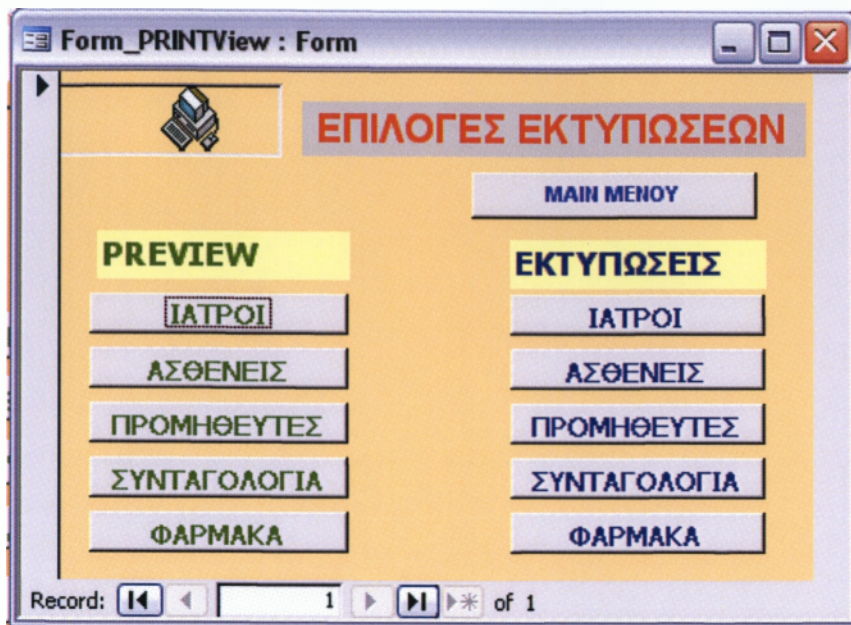 Form_PRINTView : Form
ΕΠΙΛΟΓΕΣ ΕΚΤΥΠΩΣΕΩΝ
MAIN MENOY
PREVIEW
ΙΑΤΡΟΙ
ΑΣΘΕΝΕΙΣ
ΠΡΟΜΗΘΕΥΤΕΣ
ΣΥΝΤΑΓΟΛΟΓΙΑ
ΦΑΡΜΑΚΑ
ΕΚΤΥΠΩΣΕΙΣ
ΙΑΤΡΟΙ
ΑΣΘΕΝΕΙΣ
ΠΡΟΜΗΘΕΥΤΕΣ
ΣΥΝΤΑΓΟΛΟΓΙΑ
ΦΑΡΜΑΚΑ
Record: 1 of 1